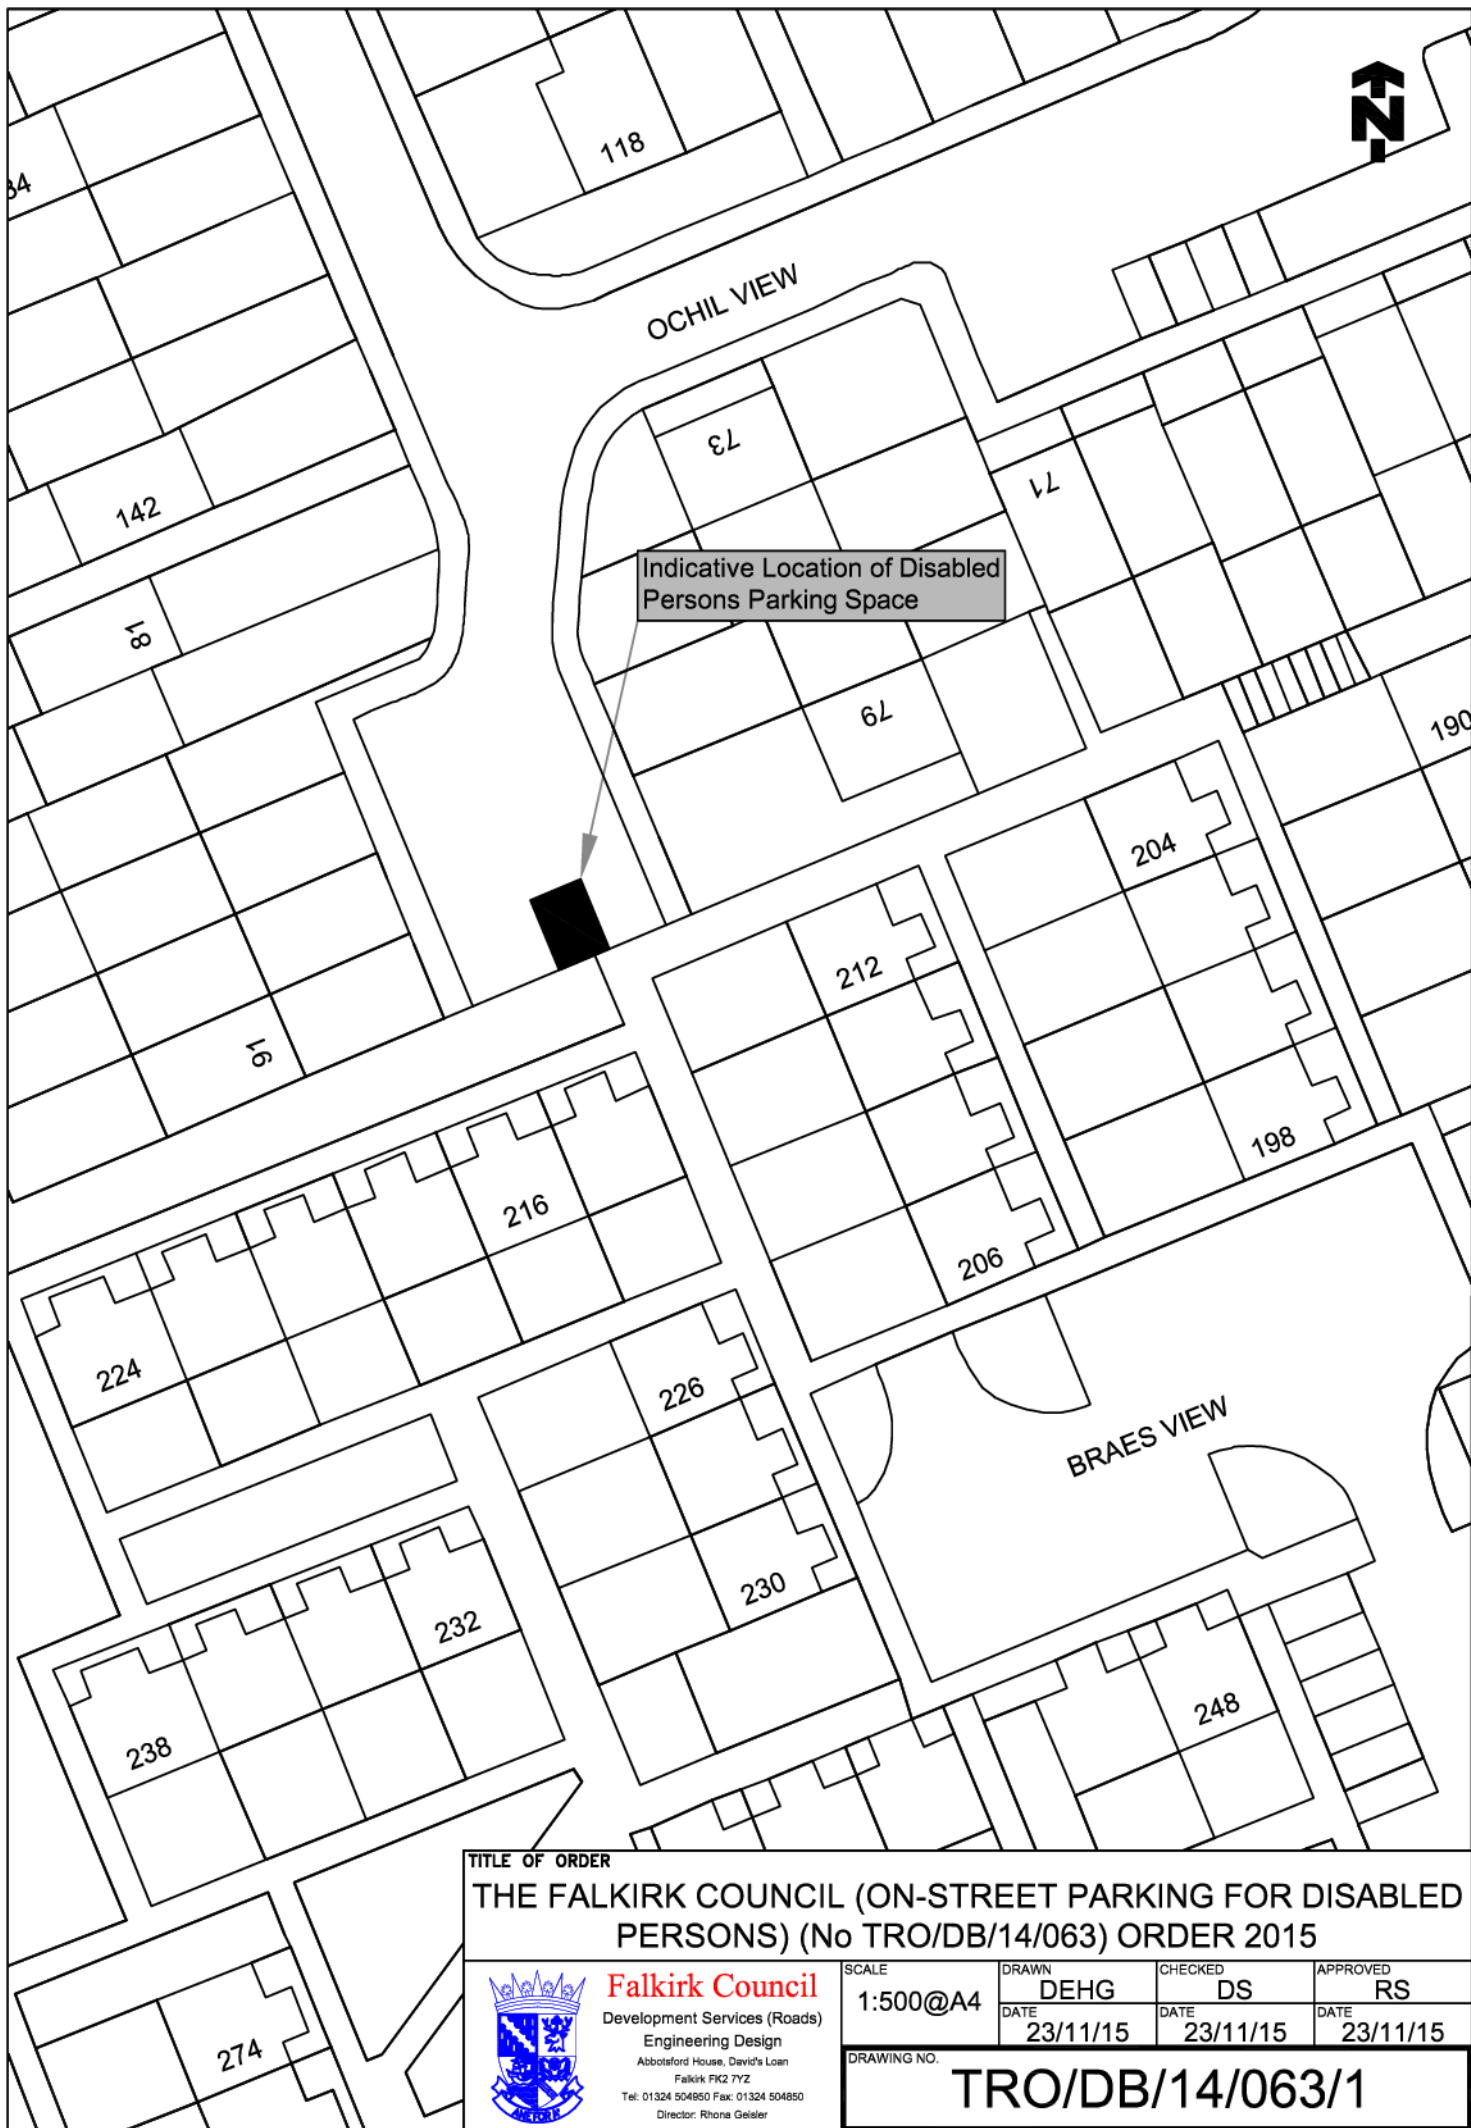 N
118
84
OCHIL VIEW
73
71
142
Indicative Location of Disabled
Persons Parking Space
81
79
190
204
212
91
198
216
206
224
226
BRAES VIEW
230
232
248
238
274
TITLE OF ORDER
THE FALKIRK COUNCIL (ON-STREET PARKING FOR DISABLED
PERSONS) (No TRO/DB/14/063) ORDER 2015
Falkirk Council
Development Services (Roads)
Engineering Design
Abbotsford House, David's Loan
Falkirk FK2 7YZ
Tel: 01324 504950 Fax: 01324 504850
Director: Rhona Geisler
ANE FOR A'
SCALE
1:500@A4
DRAWN
DEHG
CHECKED
DS
APPROVED
RS
DATE
23/11/15
DATE
23/11/15
DATE
23/11/15
DRAWING NO.
TRO/DB/14/063/1